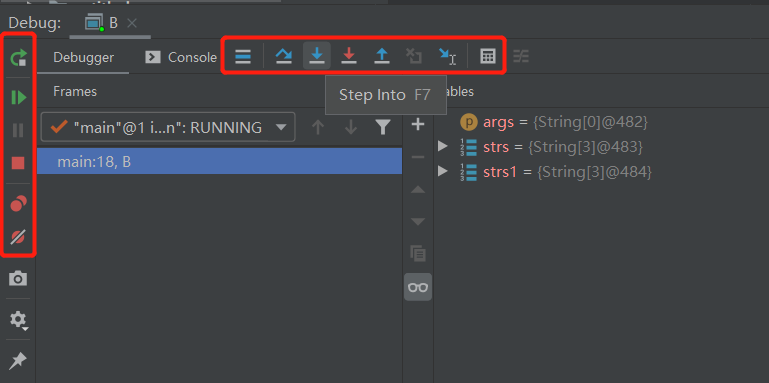 Debug:
B
Debugger
Console
Frames
Step Into F7
ables
"main"@1 i...n": RUNNING
args = {String[0]@482}
main:18, B
strs = {String[3]@483}
strs1 = {String[3]@484}